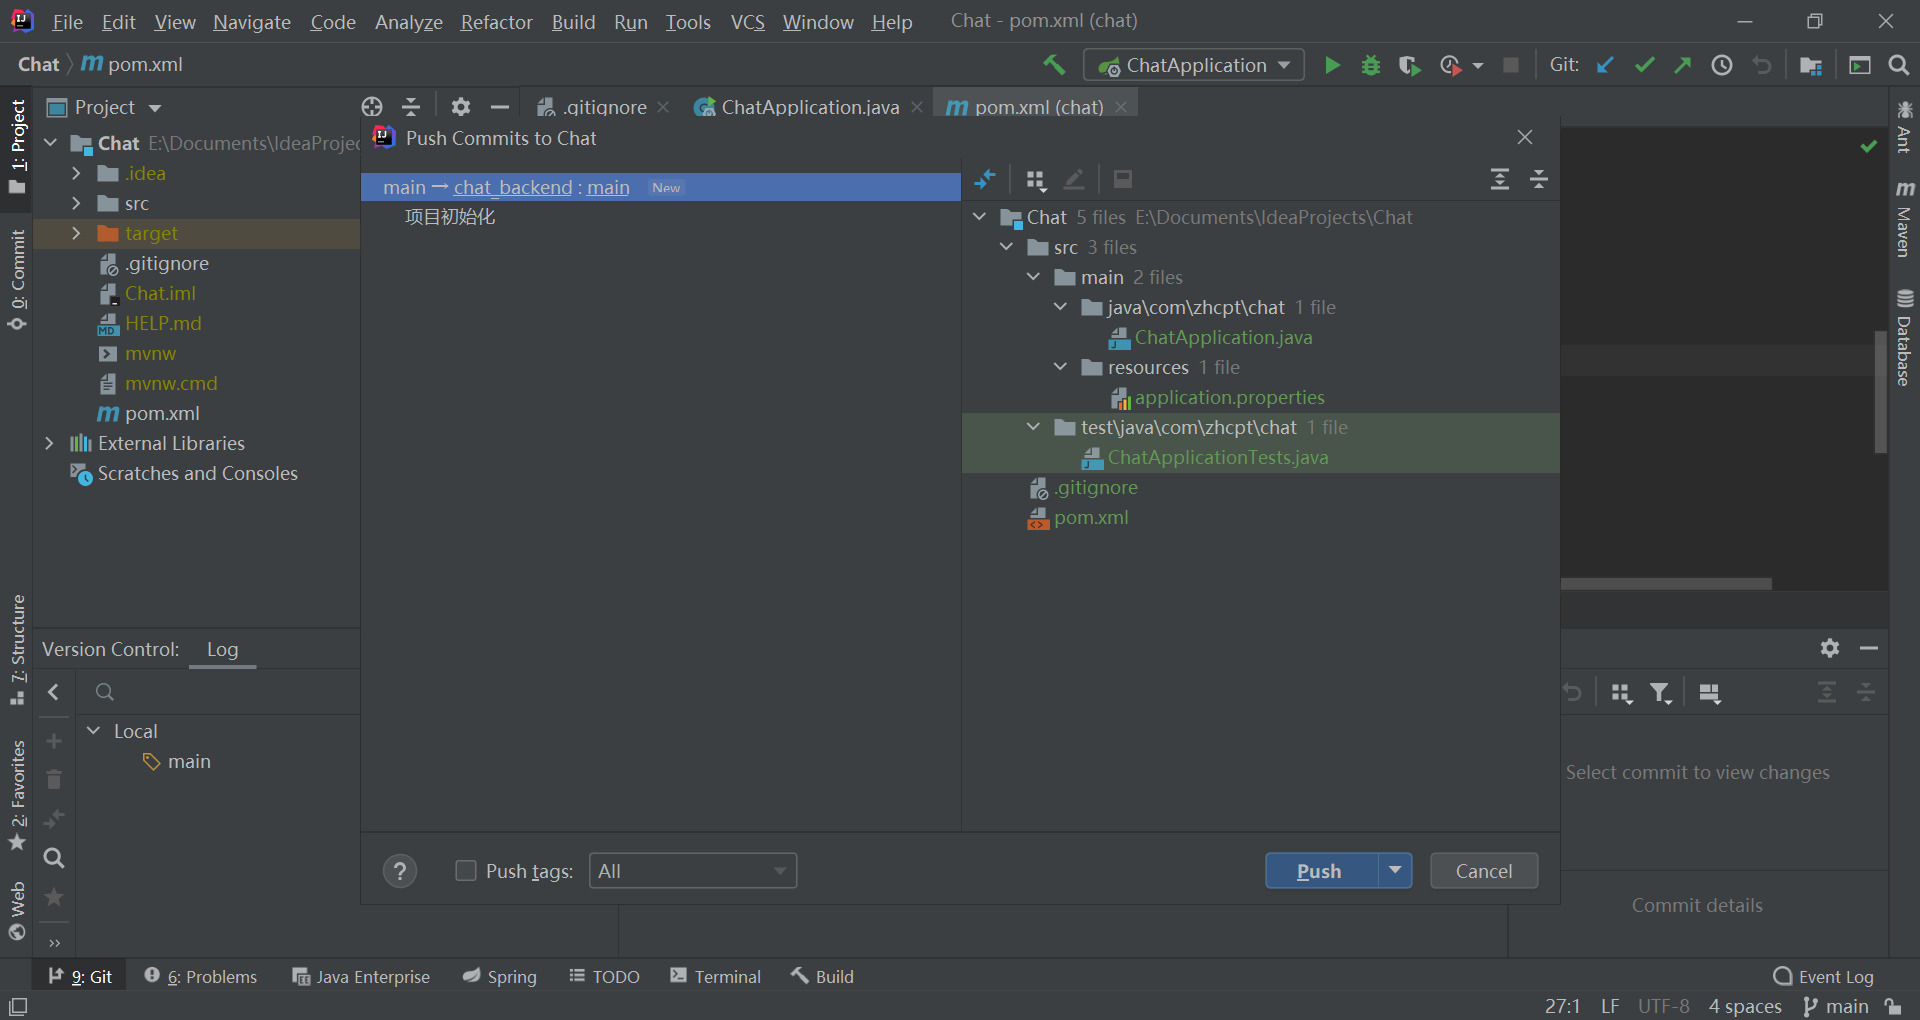 File Edit View Navigate Code Analyze Refactor Build Run Tools VCS Window Help Chat - pom.xml (chat)
Chat pom.xml ChatApplication Git:
Project .gitignore ChatApplication.java pom.xml (chat)
1: Project
0: Commit
7: Structure
2: Favorites
Web
Chat E:\Documents\IdeaProjec
.idea
src
target
.gitignore
Chat.iml
HELP.md
mvnw
mvnw.cmd
pom.xml
External Libraries
Scratches and Consoles
Push Commits to Chat
main → chat_backend : main New
项目初始化
Chat 5 files E:\Documents\IdeaProjects\Chat
src 3 files
main 2 files
java\com\zhcpt\chat 1 file
ChatApplication.java
resources 1 file
application.properties
test\java\com\zhcpt\chat 1 file
ChatApplicationTests.java
.gitignore
pom.xml
Push tags: All Push Cancel
Ant
Maven
Database
Version Control: Log
Local
main
Select commit to view changes
Commit details
9: Git 6: Problems Java Enterprise Spring TODO Terminal Build Event Log
27:1 LF UTF-8 4 spaces main